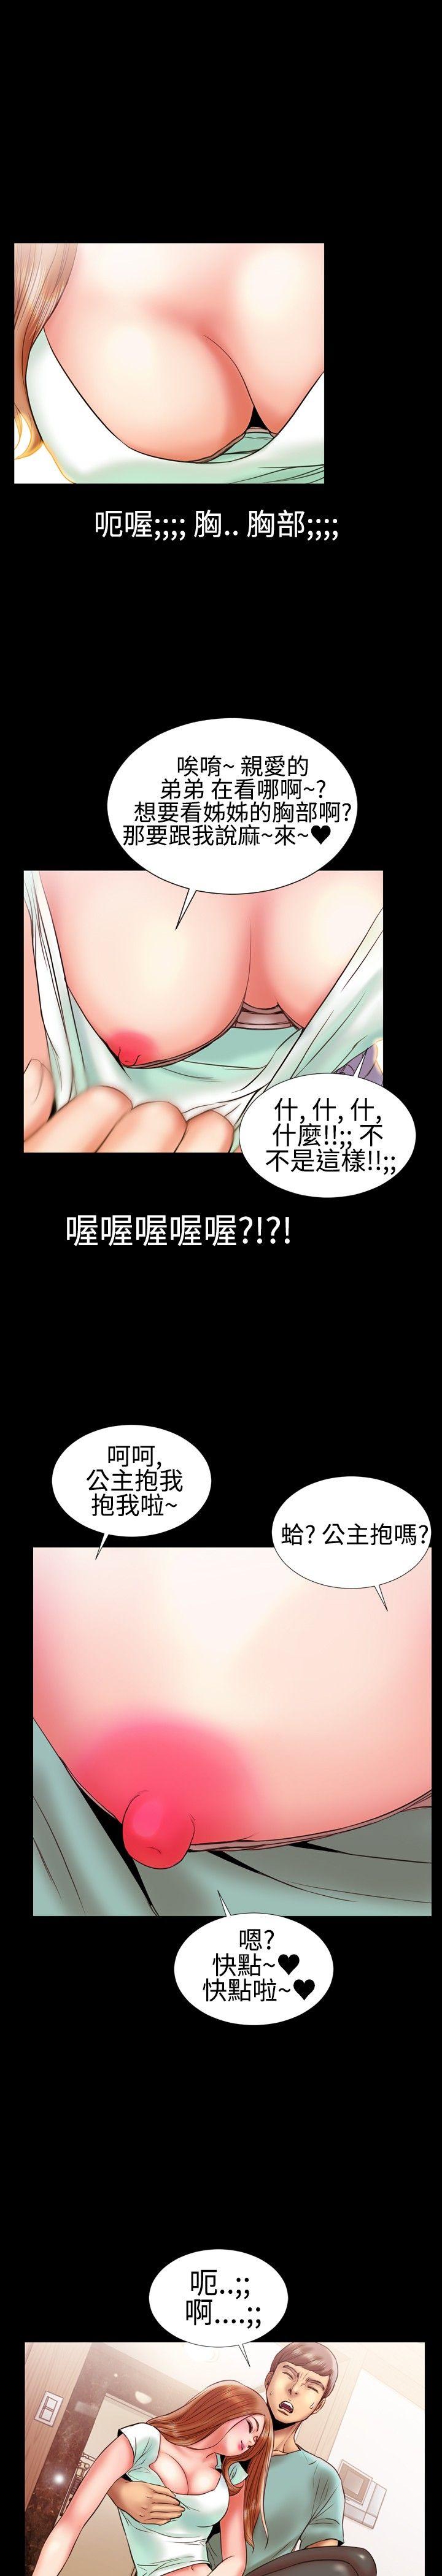 呃喔;;;; 胸.. 胸部;;;;
唉唷~ 親愛的
弟弟 在看哪啊~?
想要看姊姊的胸部啊?
那要跟我說麻~來~♥
什, 什, 什,
什麼!!;; 不
不是這樣!!;;
喔喔喔喔喔?!?!
呵呵,
公主抱我
抱我啦~
蛤? 公主抱嗎?
嗯?
快點~♥
快點啦~♥
呃..;;
啊....;;